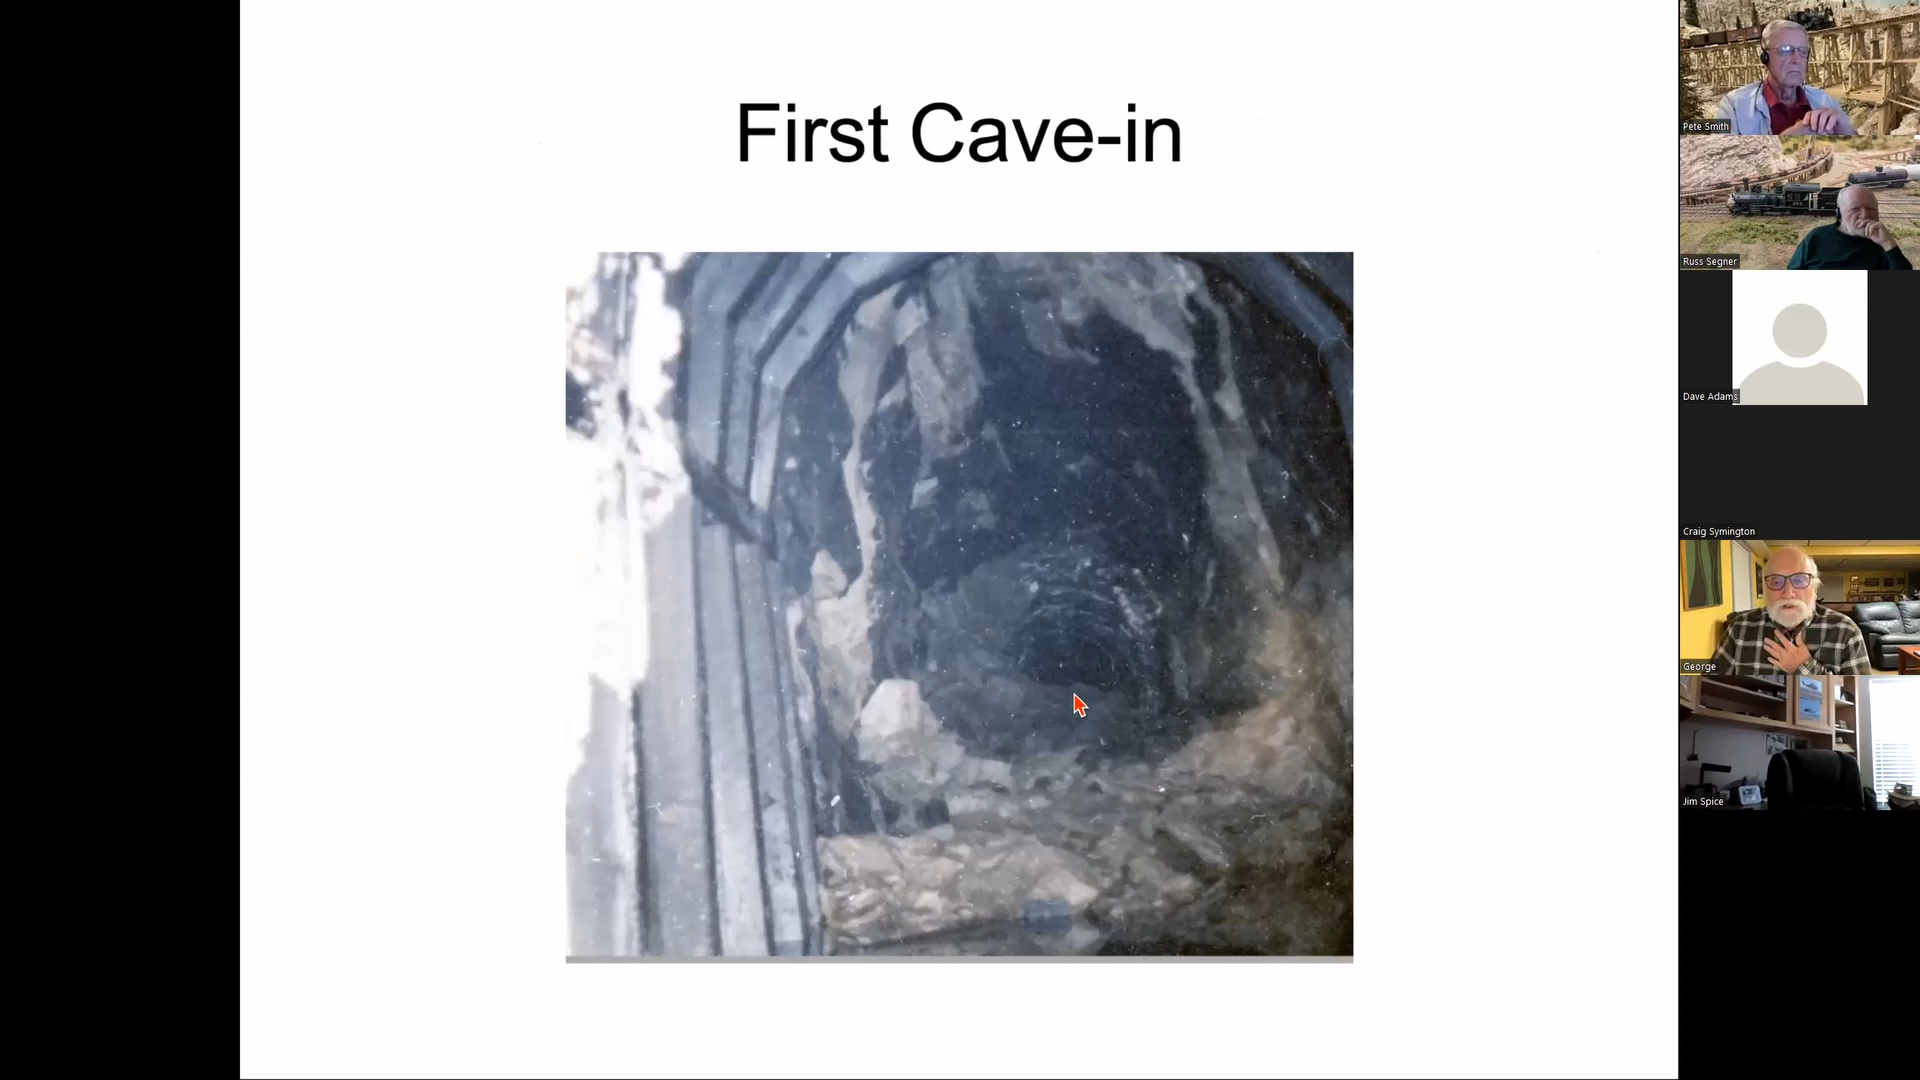 First Cave-in
Pete Smith
Russ Segner
Dave Adams
Craig Symington
George
Jim Spice